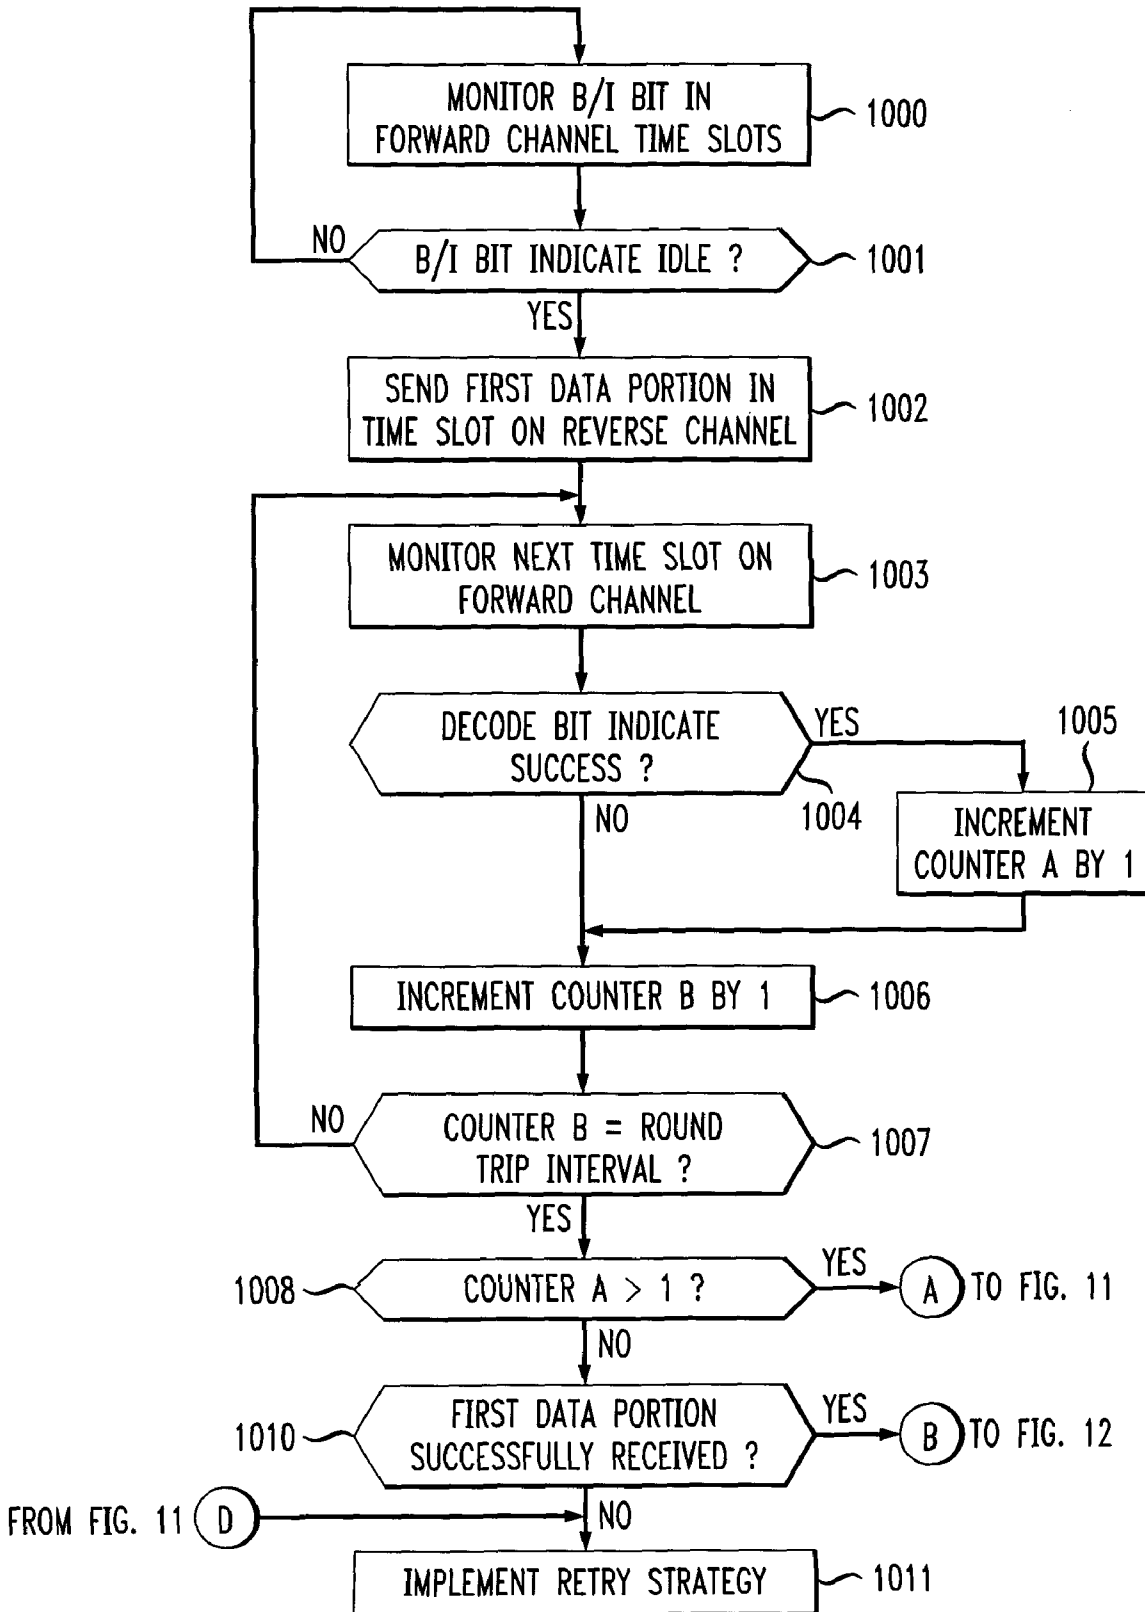 MONITOR B/I BIT IN
FORWARD CHANNEL TIME SLOTS
1000
NO
B/I BIT INDICATE IDLE ?
1001
YES
SEND FIRST DATA PORTION IN
TIME SLOT ON REVERSE CHANNEL
1002
MONITOR NEXT TIME SLOT ON
FORWARD CHANNEL
1003
DECODE BIT INDICATE
SUCCESS ?
YES
1004
NO
1005
INCREMENT
COUNTER A BY 1
INCREMENT COUNTER B BY 1
1006
NO
COUNTER B = ROUND
TRIP INTERVAL ?
1007
YES
1008
COUNTER A > 1 ?
YES
A TO FIG. 11
NO
1010
FIRST DATA PORTION
SUCCESSFULLY RECEIVED ?
YES
B TO FIG. 12
FROM FIG. 11 D
NO
IMPLEMENT RETRY STRATEGY
1011